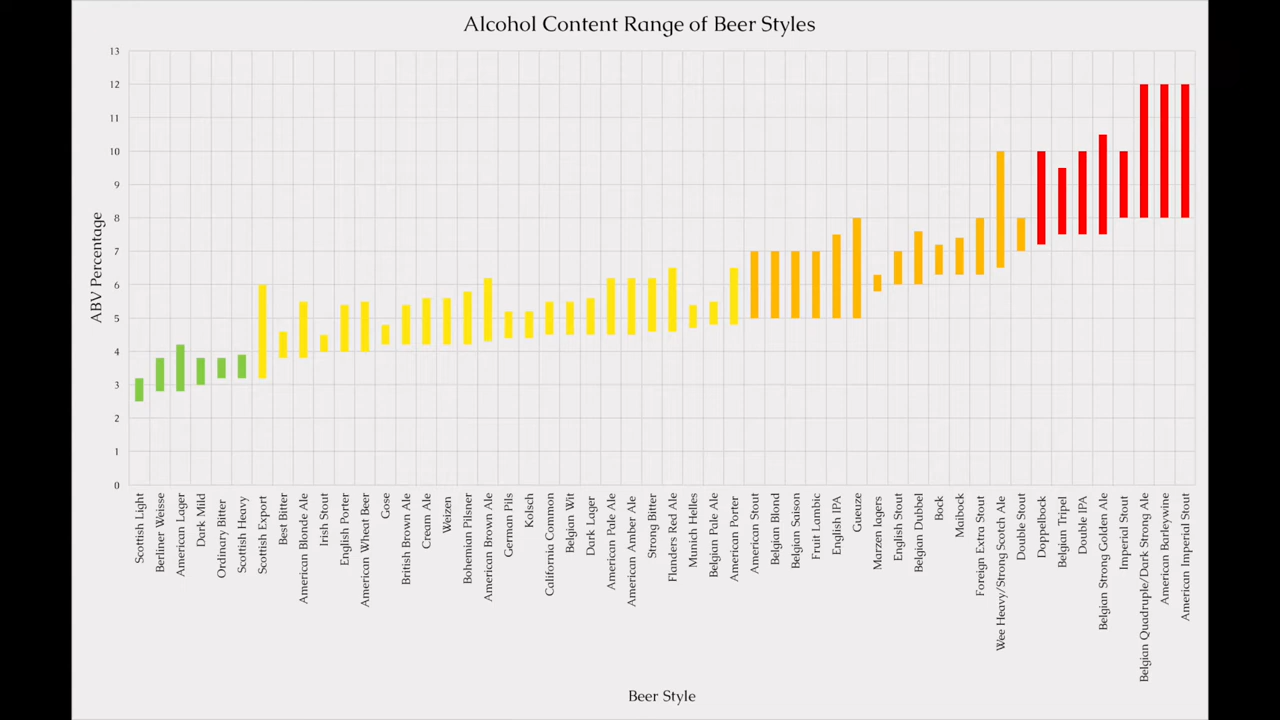 Alcohol Content Range of Beer Styles
ABV Percentage
13
12
11
10
9
8
7
6
5
4
3
2
1
0
Scottish Light
Berliner Weisse
American Lager
Dark Mild
Ordinary Bitter
Scottish Heavy
Scottish Export
Best Bitter
American Blonde Ale
Irish Stout
English Porter
American Wheat Beer
Gose
British Brown Ale
Cream Ale
Weizen
Bohemian Pilsner
American Brown Ale
German Pils
Kolsch
California Common
Belgian Wit
Dark Lager
American Pale Ale
American Amber Ale
Strong Bitter
Flanders Red Ale
Munich Helles
Belgian Pale Ale
American Porter
American Stout
Belgian Blond
Belgian Saison
Fruit Lambic
English IPA
Gueuze
Marzen lagers
English Stout
Belgian Dubbel
Bock
Maibock
Foreign Extra Stout
Wee Heavy/Strong Scotch Ale
Double Stout
Doppelbock
Belgian Tripel
Double IPA
Belgian Strong Golden Ale
Imperial Stout
Belgian Quadruple/Dark Strong Ale
American Barleywine
American Imperial Stout
Beer Style